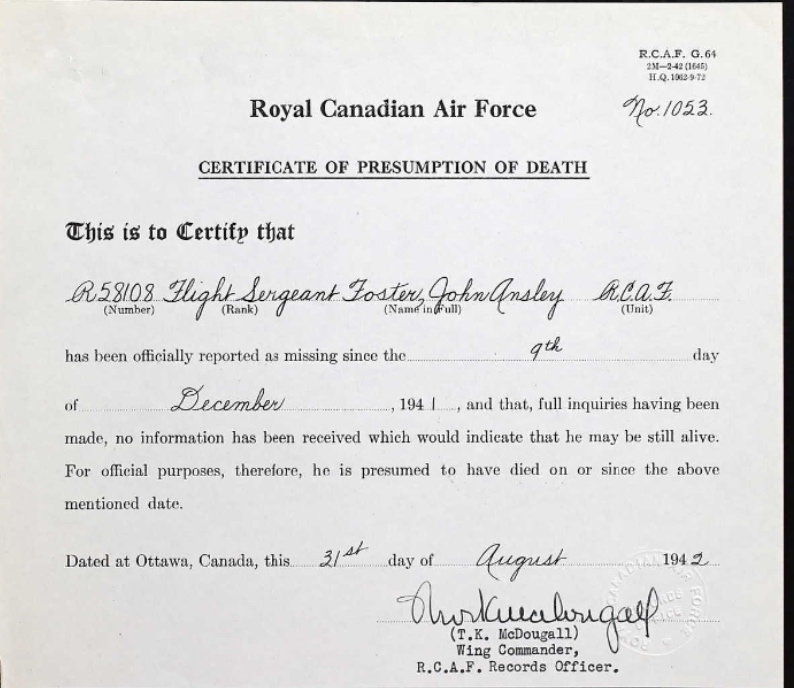 R.C.A.F. G. 64
2M—2-42 (1645)
H.Q. 1062-9-72
No. 1053.
Royal Canadian Air Force
CERTIFICATE OF PRESUMPTION OF DEATH
This is to Certify that
R58108 Flight Sergeant Foster, John Ansley R.C.A.F.
(Number) (Rank) (Name in Full) (Unit)
has been officially reported as missing since the 9th day
of December, 1941, and that, full inquiries having been
made, no information has been received which would indicate that he may be still alive.
For official purposes, therefore, he is presumed to have died on or since the above
mentioned date.
Dated at Ottawa, Canada, this 31st day of August 1942
(T.K. McDougall)
Wing Commander,
R.C.A.F. Records Officer.